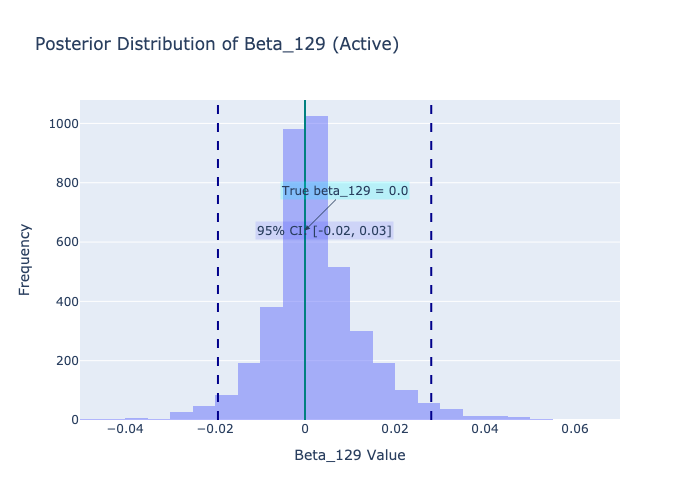 Posterior Distribution of Beta_129 (Active)
1000
800
600
400
200
0
Frequency
True beta_129 = 0.0
95% CI: [-0.02, 0.03]
−0.04
−0.02
0
0.02
0.04
0.06
Beta_129 Value